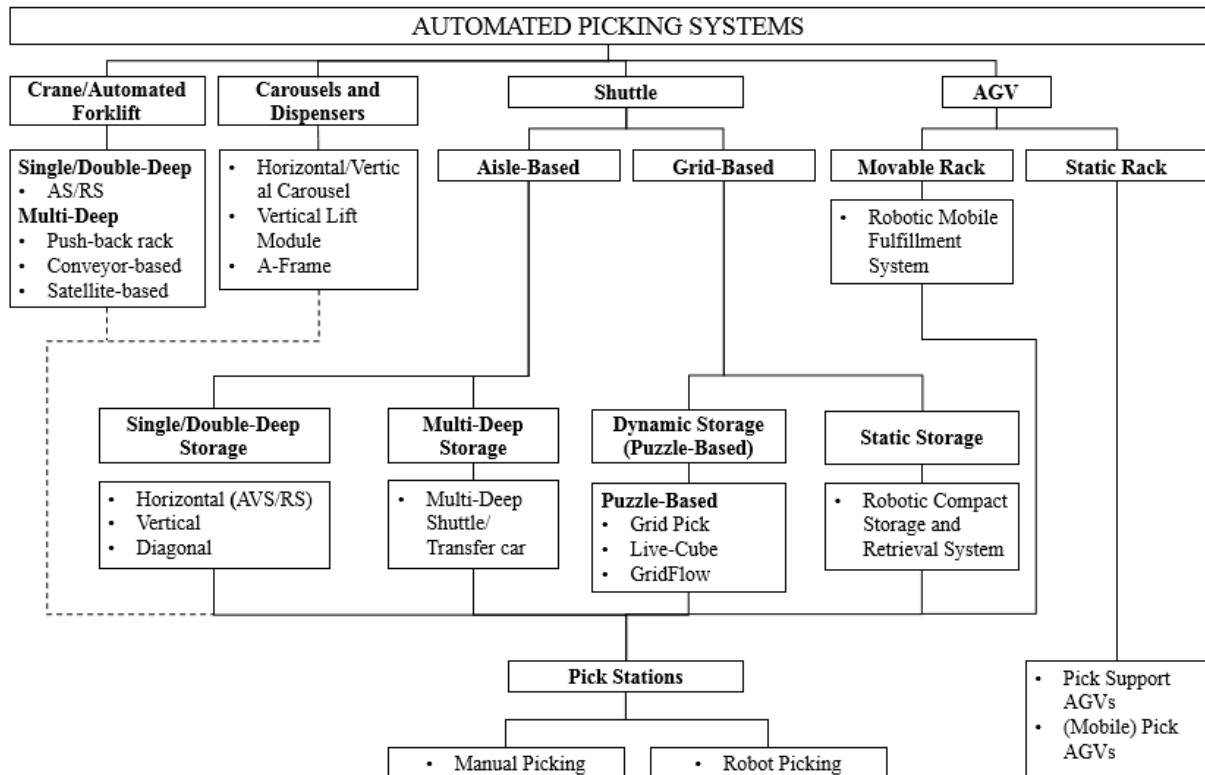 AUTOMATED PICKING SYSTEMS
Crane/Automated
Forklift
Carousels and
Dispensers
Shuttle
AGV
Single/Double-Deep
• AS/RS
Multi-Deep
• Push-back rack
• Conveyor-based
• Satellite-based
• Horizontal/Vertic
al Carousel
• Vertical Lift
Module
• A-Frame
Aisle-Based
Grid-Based
Movable Rack
Static Rack
• Robotic Mobile
Fulfillment
System
Single/Double-Deep
Storage
Multi-Deep
Storage
Dynamic Storage
(Puzzle-Based)
Static Storage
• Horizontal (AVS/RS)
• Vertical
• Diagonal
• Multi-Deep
Shuttle/
Transfer car
Puzzle-Based
• Grid Pick
• Live-Cube
• GridFlow
• Robotic Compact
Storage and
Retrieval System
Pick Stations
• Pick Support
AGVs
• (Mobile) Pick
AGVs
• Manual Picking
• Robot Picking